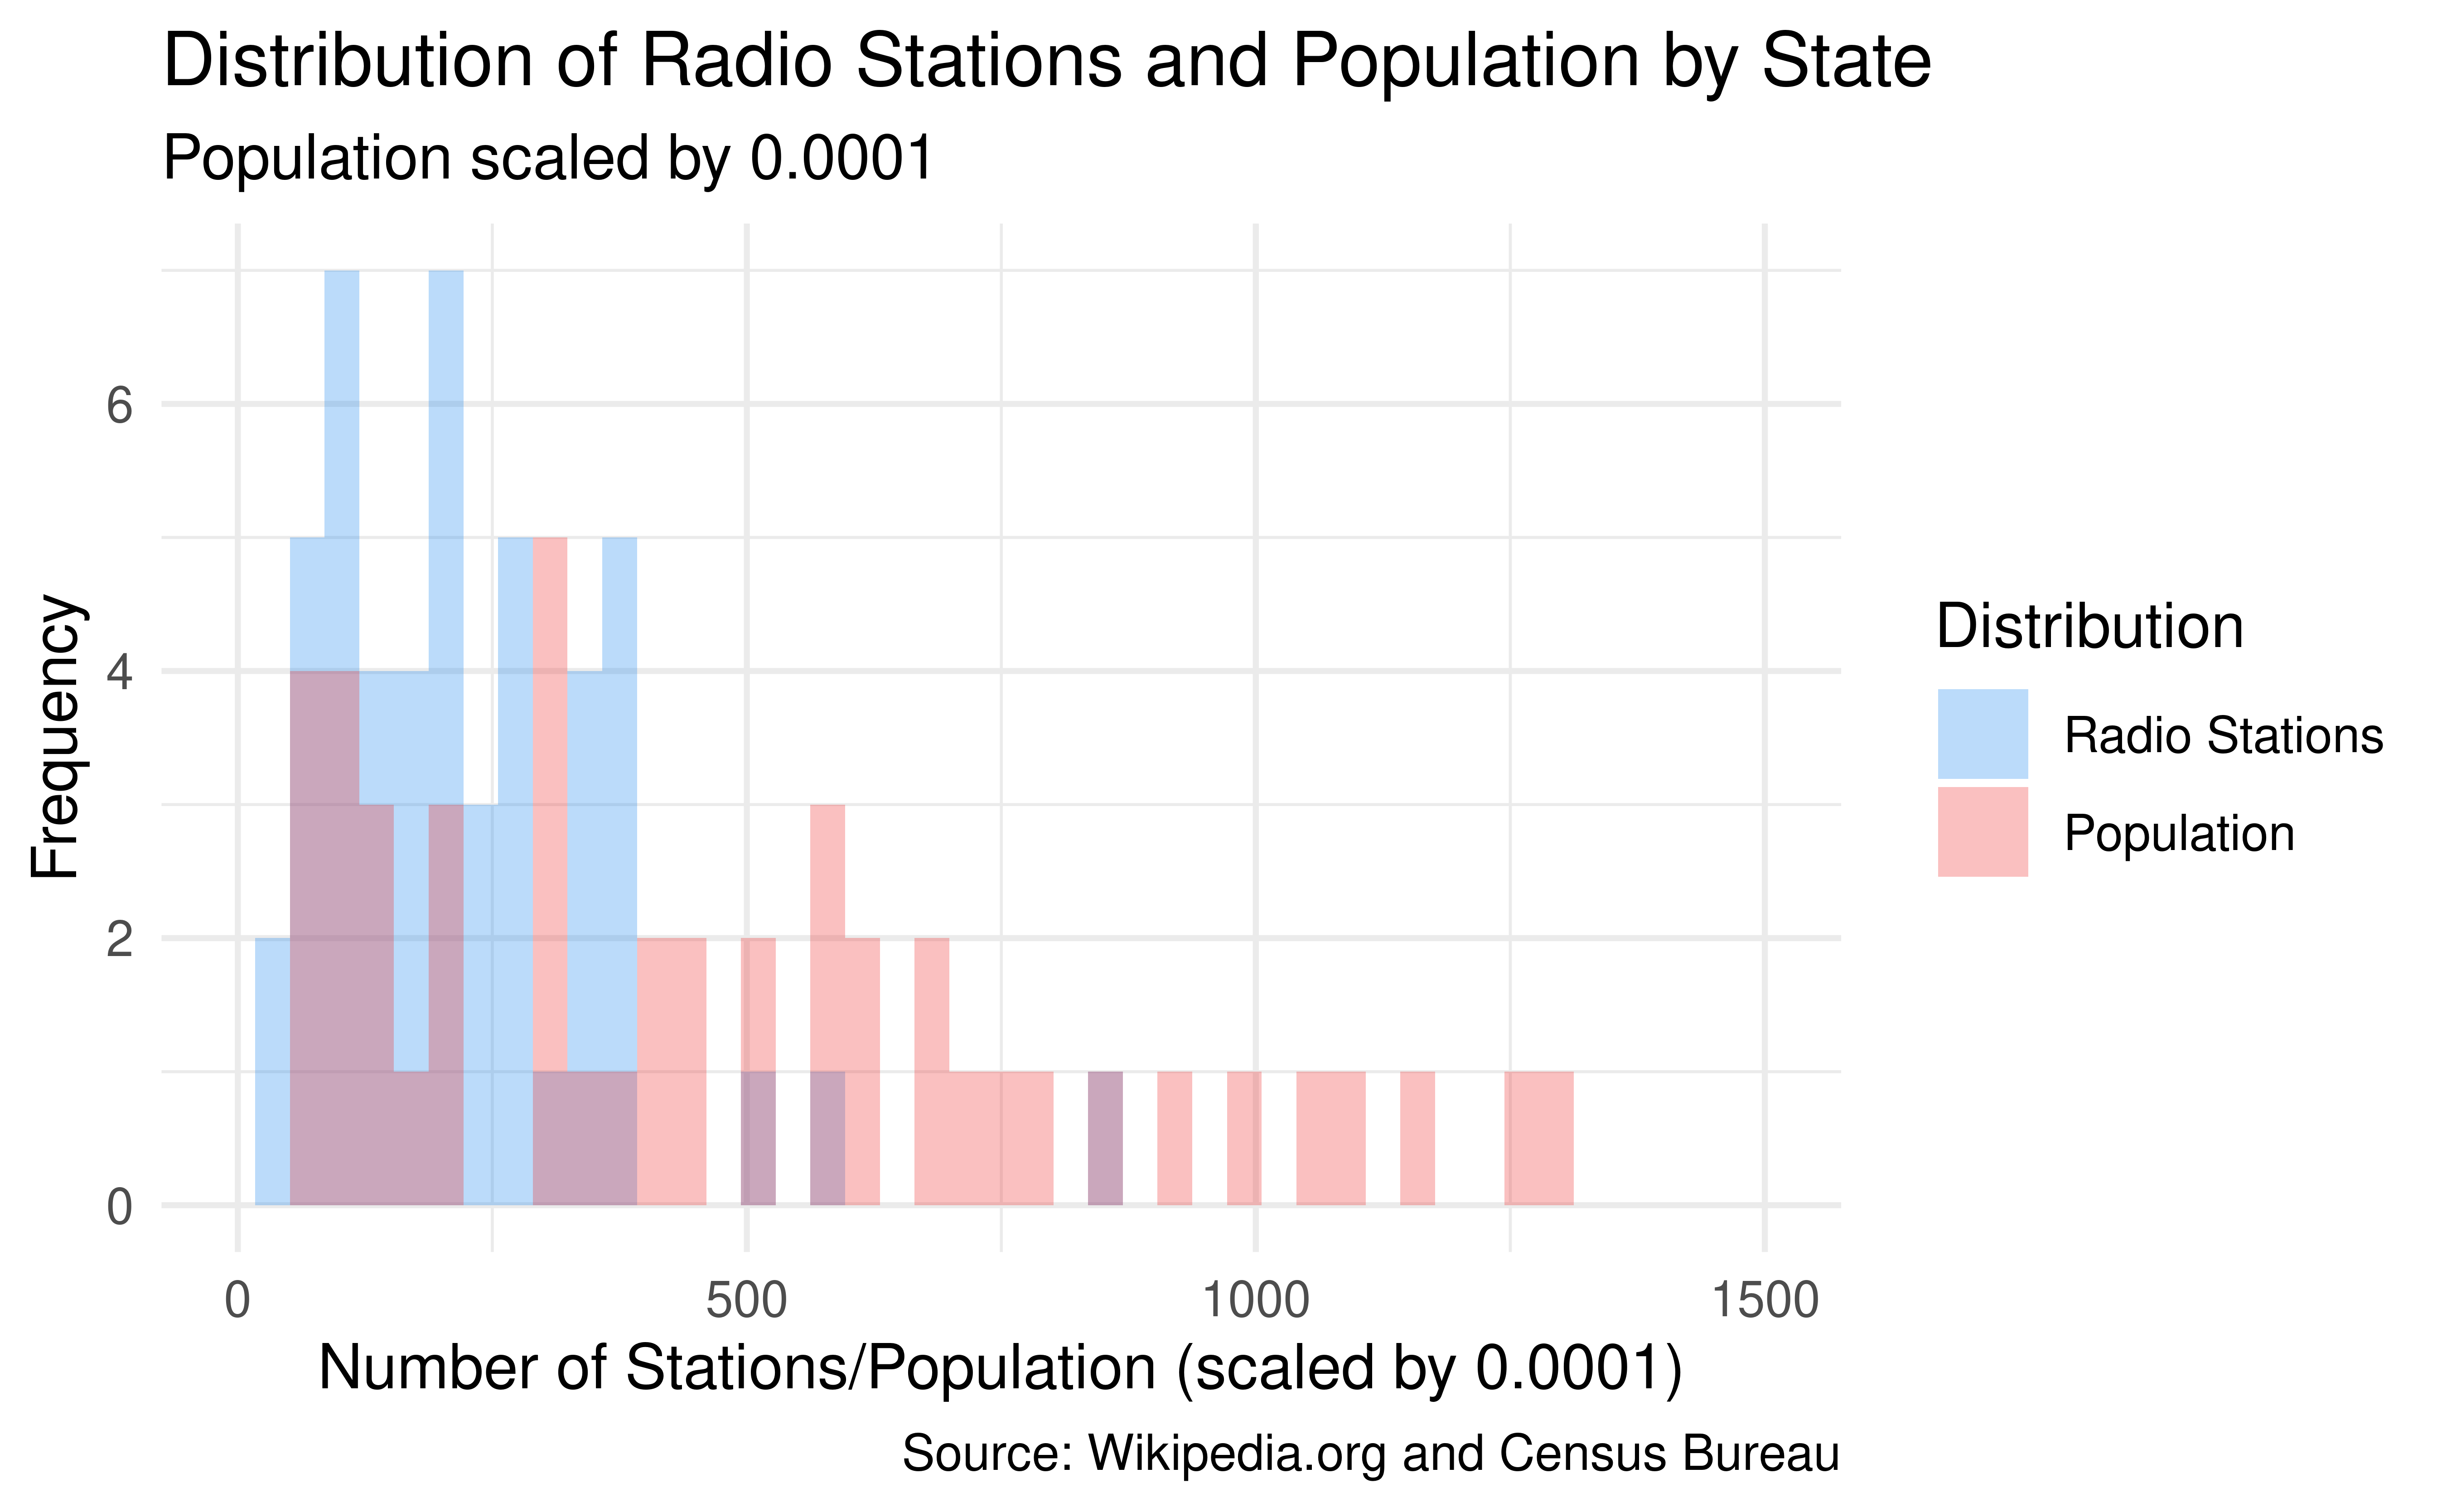 Distribution of Radio Stations and Population by State
Population scaled by 0.0001
Frequency
6
4
2
0
0 500 1000 1500
Number of Stations/Population (scaled by 0.0001)
Distribution
Radio Stations
Population
Source: Wikipedia.org and Census Bureau